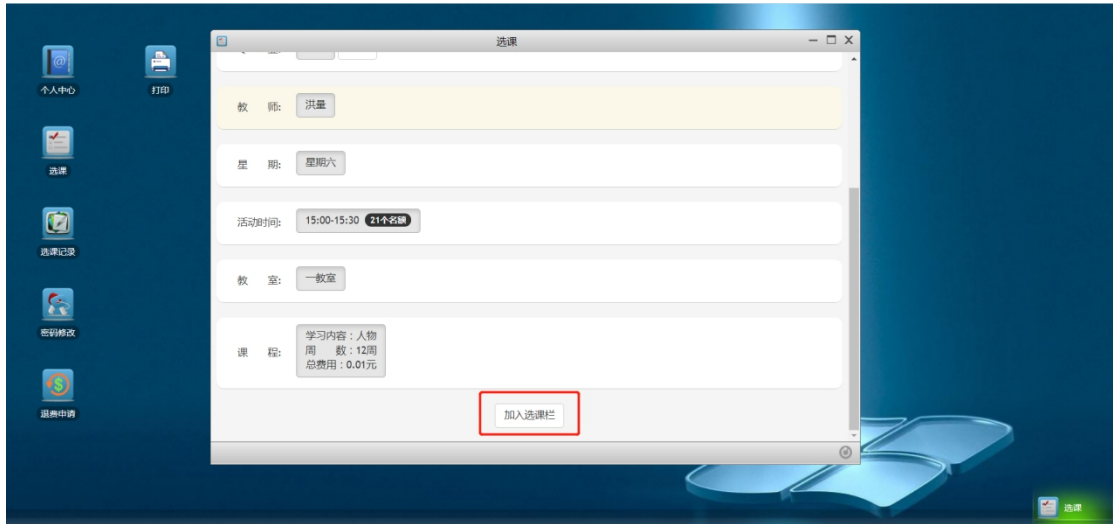 选课
个人中心
打印
选课
选课记录
密码修改
退费申请
教 师: 洪量
星 期: 星期六
活动时间: 15:00-15:30 21个名额
教 室: 一教室
课 程: 学习内容：人物
周 数：12周
总费用：0.01元
加入选课栏
选课